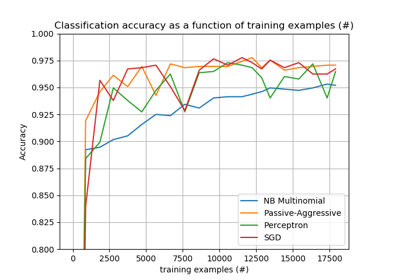 Classification accuracy as a function of training examples (#)
1.000
0.975
0.950
0.925
0.900
0.875
0.850
0.825
0.800
Accuracy
NB Multinomial
Passive-Aggressive
Perceptron
SGD
0 2500 5000 7500 10000 12500 15000 17500
training examples (#)